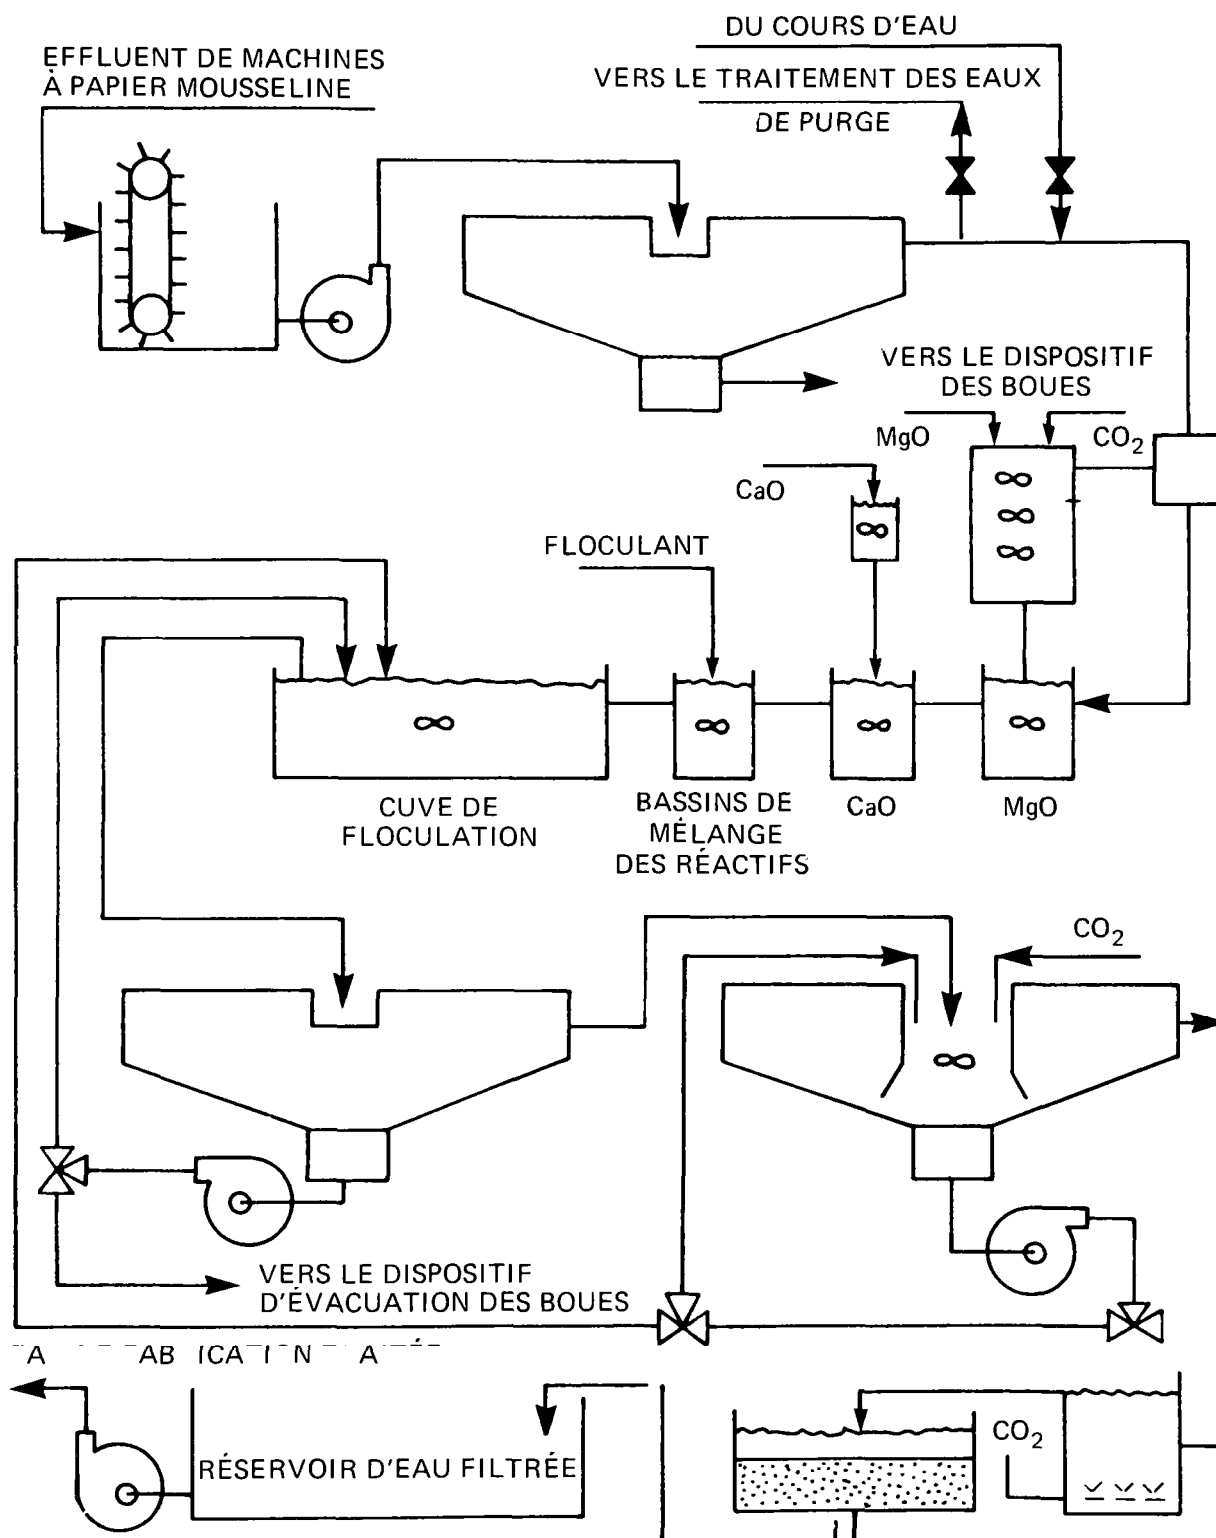 DU COURS D'EAU
EFFLUENT DE MACHINES
À PAPIER MOUSSELINE
VERS LE TRAITEMENT DES EAUX
DE PURGE
VERS LE DISPOSITIF
DES BOUES
MgO
CO₂
CaO
FLOCULANT
CUVE DE
FLOCULATION
BASSINS DE
MÉLANGE
DES RÉACTIFS
CaO
MgO
CO₂
VERS LE DISPOSITIF
D'ÉVACUATION DES BOUES
CO₂
RÉSERVOIR D'EAU FILTRÉE